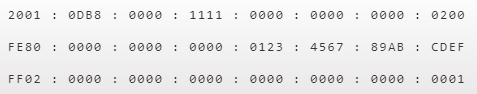 2001 : 0DB8 : 0000 : 1111 : 0000 : 0000 : 0000 : 0200
FE80 : 0000 : 0000 : 0000 : 0123 : 4567 : 89AB : CDEF
FF02 : 0000 : 0000 : 0000 : 0000 : 0000 : 0000 : 0001